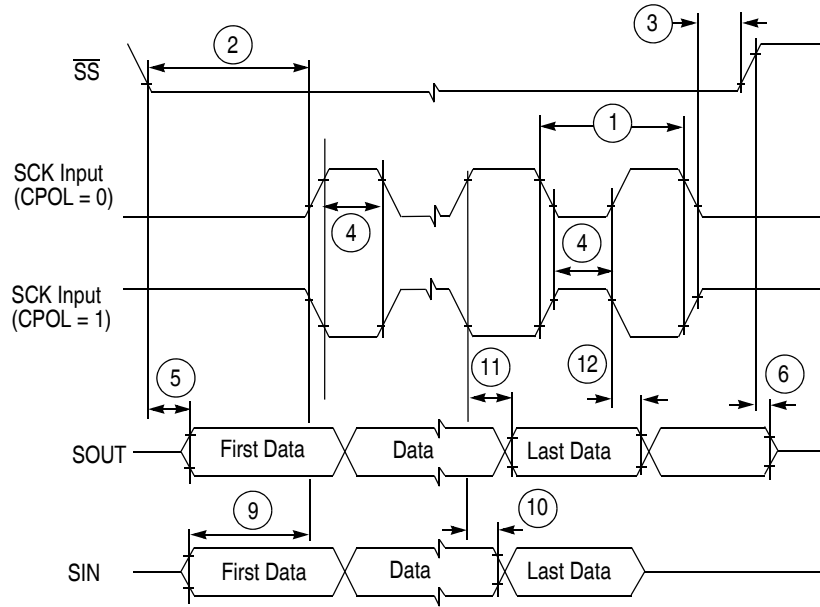 2
3
SS
1
SCK Input
(CPOL = 0)
4
4
SCK Input
(CPOL = 1)
5
11
12
6
SOUT
First Data
Data
Last Data
9
10
SIN
First Data
Data
Last Data